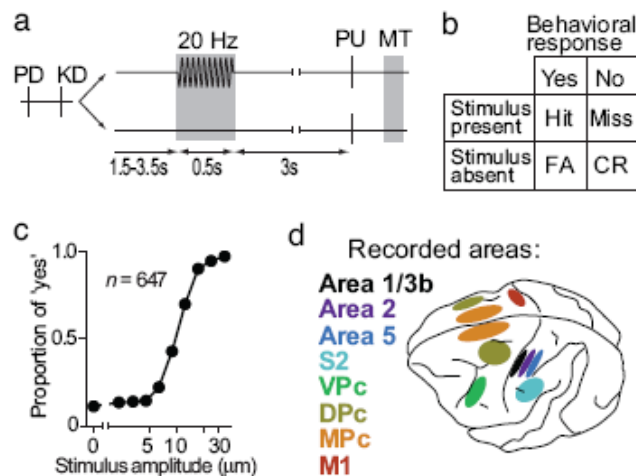 a
20 Hz
PD KD
PU MT
1.5-3.5s 0.5s 3s
b
Behavioral
response
Yes No
Stimulus
present
Hit Miss
Stimulus
absent
FA CR
c
Proportion of 'yes'
1.0
0.5
0
n = 647
0 5 10 30
Stimulus amplitude (μm)
d
Recorded areas:
Area 1/3b
Area 2
Area 5
S2
VPc
DPc
MPc
M1